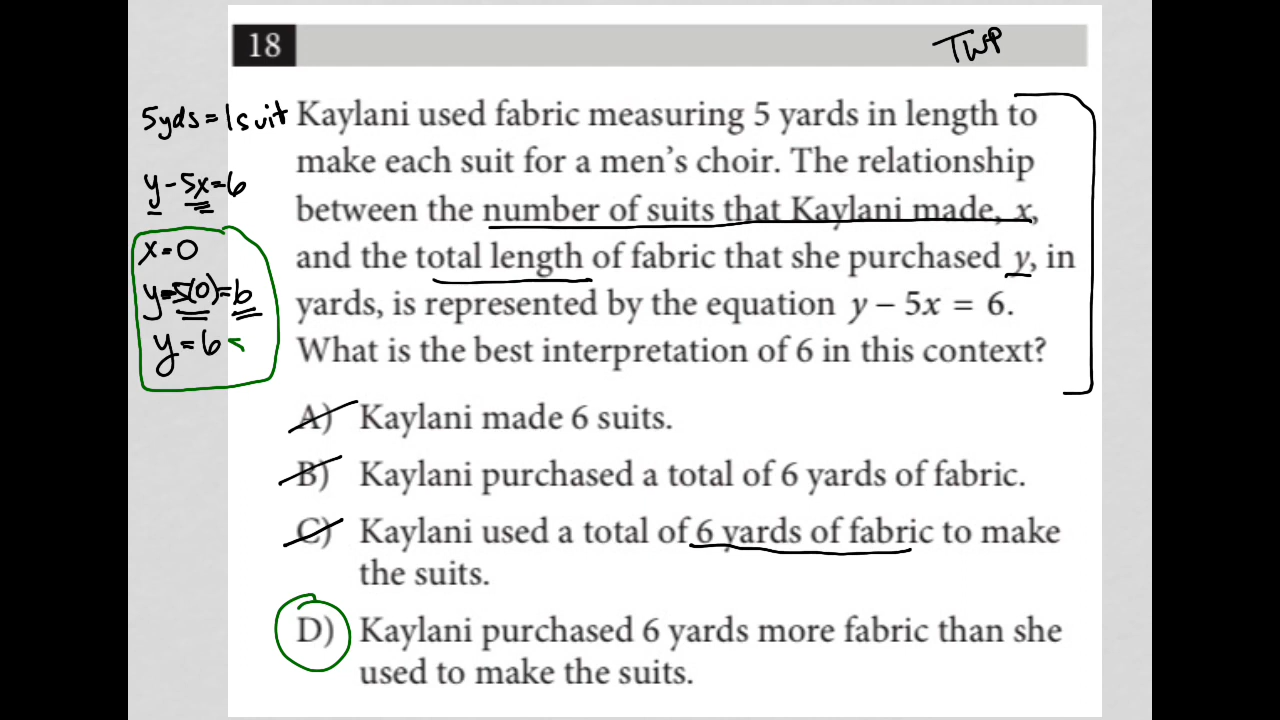 18
TWP
5yds=1suit
y-5x=6
x=0
y-5(0)=6
y=6
Kaylani used fabric measuring 5 yards in length to
make each suit for a men's choir. The relationship
between the number of suits that Kaylani made, x,
and the total length of fabric that she purchased y, in
yards, is represented by the equation y – 5x = 6.
What is the best interpretation of 6 in this context?
A) Kaylani made 6 suits.
B) Kaylani purchased a total of 6 yards of fabric.
C) Kaylani used a total of 6 yards of fabric to make
the suits.
D) Kaylani purchased 6 yards more fabric than she
used to make the suits.